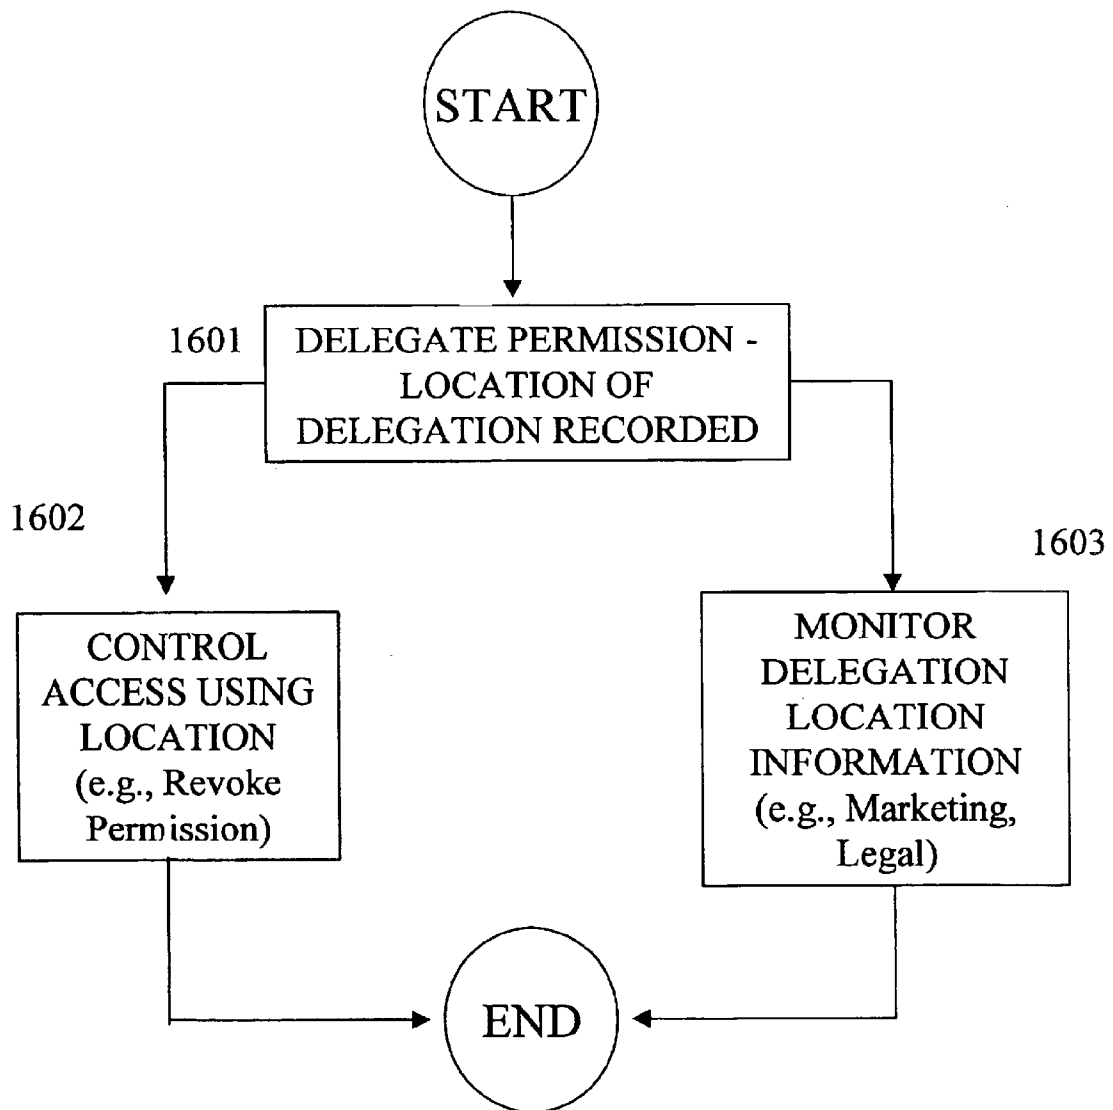 START
1601
DELEGATE PERMISSION -
LOCATION OF
DELEGATION RECORDED
1602
1603
CONTROL
ACCESS USING
LOCATION
(e.g., Revoke
Permission)
MONITOR
DELEGATION
LOCATION
INFORMATION
(e.g., Marketing,
Legal)
END